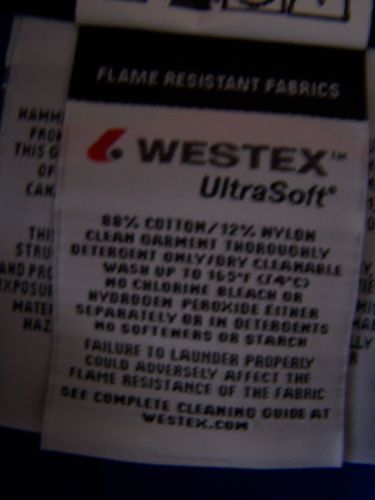 FLAME RESISTANT FABRICS
WESTEX™
UltraSoft®
88% COTTON/12% NYLON
CLEAN GARMENT THOROUGHLY
DETERGENT ONLY/DRY CLEANABLE
WASH UP TO 165°F (74°C)
NO CHLORINE BLEACH OR
HYDROGEN PEROXIDE EITHER
SEPARATELY OR IN DETERGENTS
NO SOFTENERS OR STARCH
FAILURE TO LAUNDER PROPERLY
COULD ADVERSELY AFFECT THE
FLAME RESISTANCE OF THE FABRIC
SEE COMPLETE CLEANING GUIDE AT
WESTEX.COM